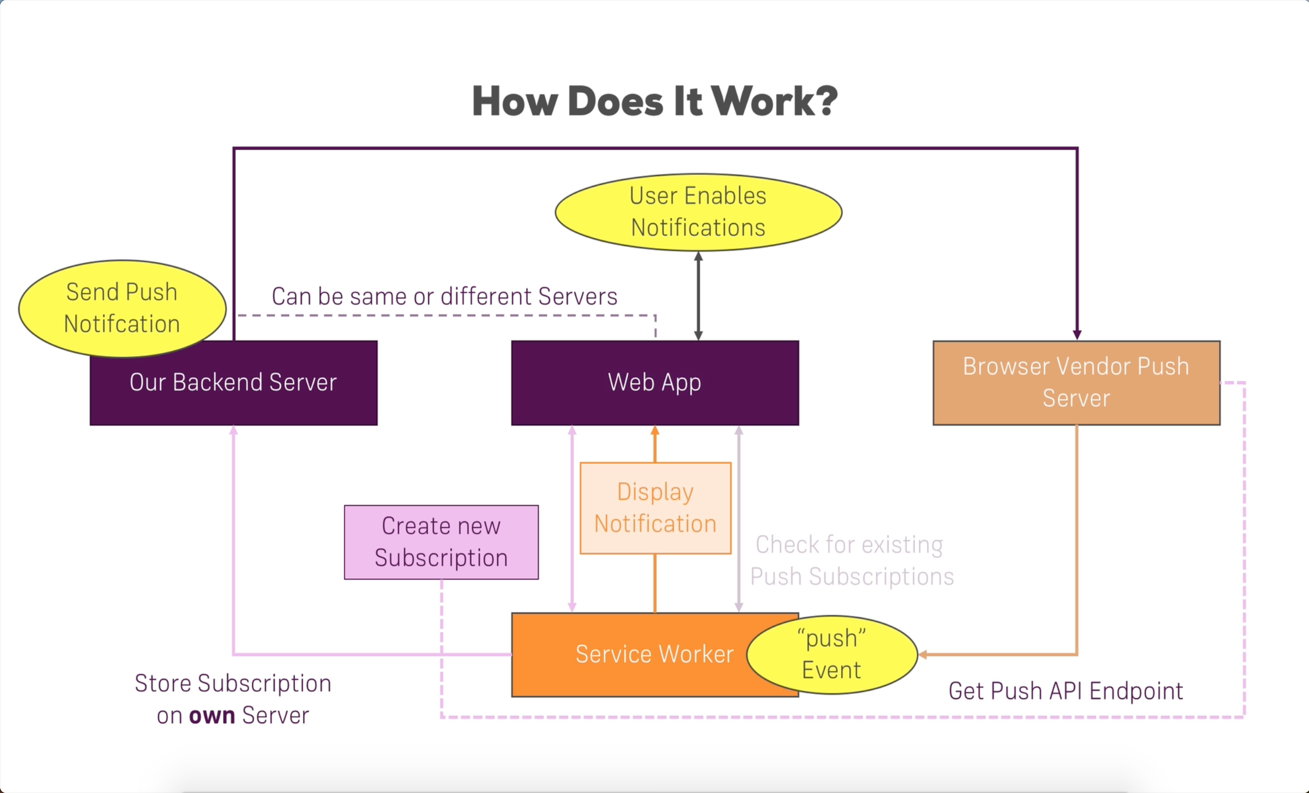 How Does It Work?
User Enables
Notifications
Send Push
Notifcation
Can be same or different Servers
Our Backend Server
Web App
Browser Vendor Push
Server
Display
Notification
Create new
Subscription
Check for existing
Push Subscriptions
Service Worker
“push”
Event
Store Subscription
on own Server
Get Push API Endpoint